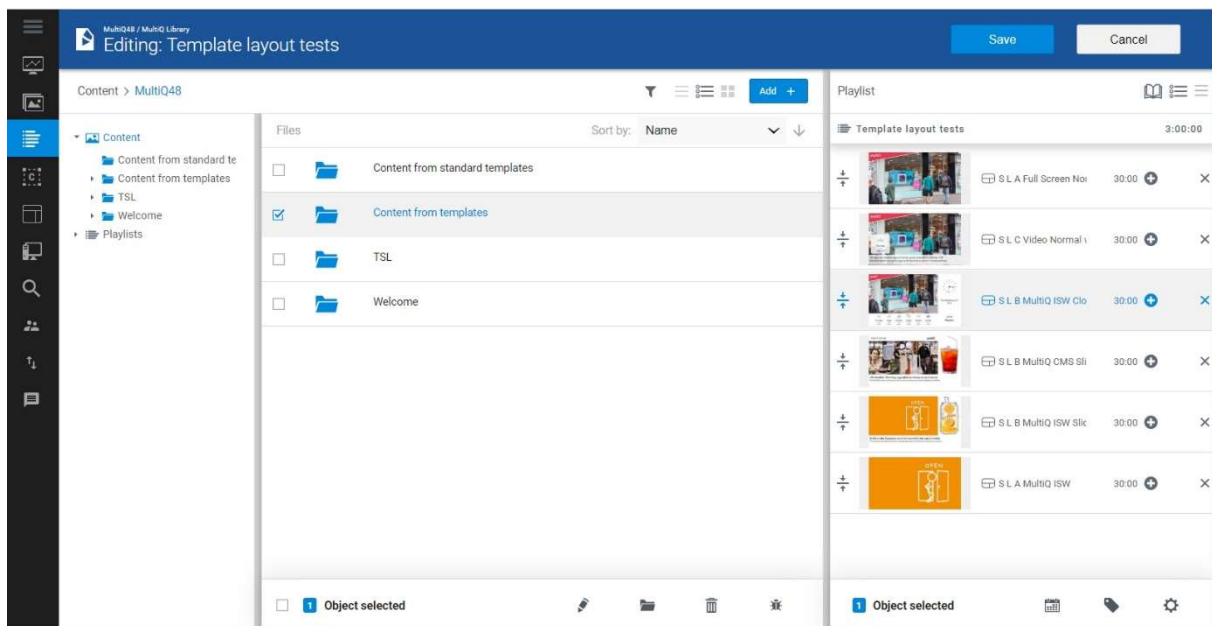 MultiQ48 / MultiQ Library
Editing: Template layout tests
Save
Cancel
Content > MultiQ48
Add +
Playlist
Content
Content from standard te
Content from templates
TSL
Welcome
Playlists
Files
Sort by: Name
Content from standard templates
Content from templates
TSL
Welcome
Template layout tests 3:00:00
S L A Full Screen Nor 30:00
S L C Video Normal 30:00
S L B MultiQ ISW Clo 30:00
S L B MultiQ CMS Sli 30:00
OPEN
S L B MultiQ ISW Slic 30:00
OPEN
S L A MultiQ ISW 30:00
1 Object selected
1 Object selected